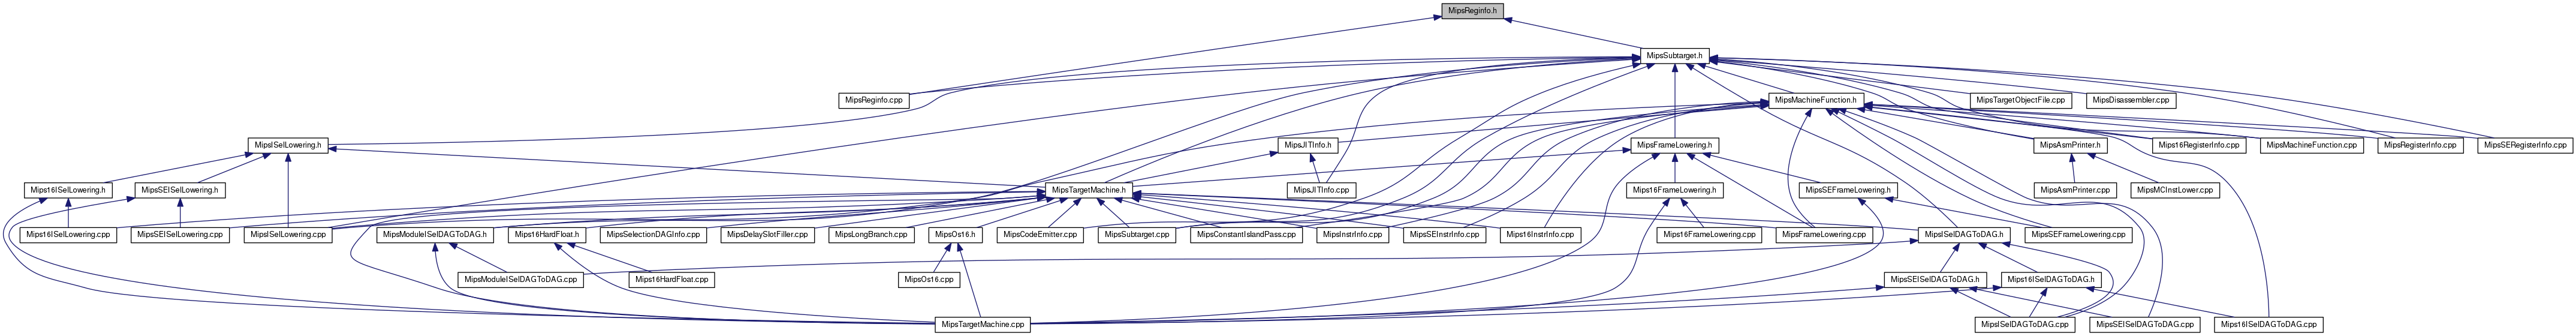 MipsReginfo.h
MipsSubtarget.h
MipsReginfo.cpp
MipsMachineFunction.h
MipsTargetObjectFile.cpp
MipsDisassembler.cpp
MipsISelLowering.h
MipsJITInfo.h
MipsFrameLowering.h
MipsAsmPrinter.h
Mips16RegisterInfo.cpp
MipsMachineFunction.cpp
MipsRegisterInfo.cpp
MipsSERegisterInfo.cpp
Mips16ISelLowering.h
MipsSEISelLowering.h
MipsTargetMachine.h
MipsJITInfo.cpp
Mips16FrameLowering.h
MipsSEFrameLowering.h
MipsAsmPrinter.cpp
MipsMCInstLower.cpp
Mips16ISelLowering.cpp
MipsSEISelLowering.cpp
MipsISelLowering.cpp
MipsModuleISelDAGToDAG.h
Mips16HardFloat.h
MipsSelectionDAGInfo.cpp
MipsDelaySlotFiller.cpp
MipsLongBranch.cpp
MipsOs16.h
MipsCodeEmitter.cpp
MipsSubtarget.cpp
MipsConstantIslandPass.cpp
MipsInstrInfo.cpp
MipsSEInstrInfo.cpp
Mips16InstrInfo.cpp
Mips16FrameLowering.cpp
MipsFrameLowering.cpp
MipsISelDAGToDAG.h
MipsSEFrameLowering.cpp
MipsModuleISelDAGToDAG.cpp
Mips16HardFloat.cpp
MipsOs16.cpp
MipsSEISelDAGToDAG.h
Mips16ISelDAGToDAG.h
MipsTargetMachine.cpp
MipsISelDAGToDAG.cpp
MipsSEISelDAGToDAG.cpp
Mips16ISelDAGToDAG.cpp